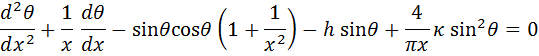 d²θ/dx² + 1/x dθ/dx − sinθcosθ (1 + 1/x²) − h sinθ + 4/πx κ sin²θ = 0